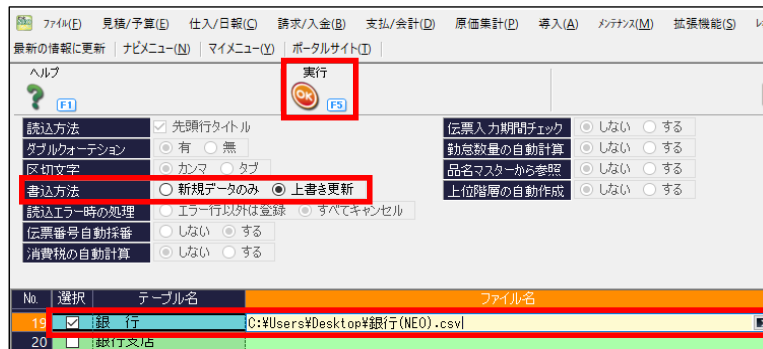 ファイル(F) 見積/予算(E) 仕入/日報(C) 請求/入金(B) 支払/会計(D) 原価集計(P) 導入(A) メンテナンス(M) 拡張機能(S)
最新の情報に更新 ナビメニュー(N) マイメニュー(Y) ポータルサイト(T)
ヘルプ 実行
F1 OK F5
読込方法 先頭行タイトル 伝票入力期間チェック しない する
ダブルクォーテション 有 無 勤怠数量の自動計算 しない する
区切文字 カンマ タブ 品名マスターから参照 しない する
書込方法 新規データのみ 上書き更新 上位階層の自動作成 しない する
読込エラー時の処理 エラー行以外は登録 すべてキャンセル
伝票番号自動採番 しない する
消費税の自動計算 しない する
No. 選択 テーブル名 ファイル名
19 銀 行 C:¥Users¥Desktop¥銀行(NEO).csv
20 銀行支店